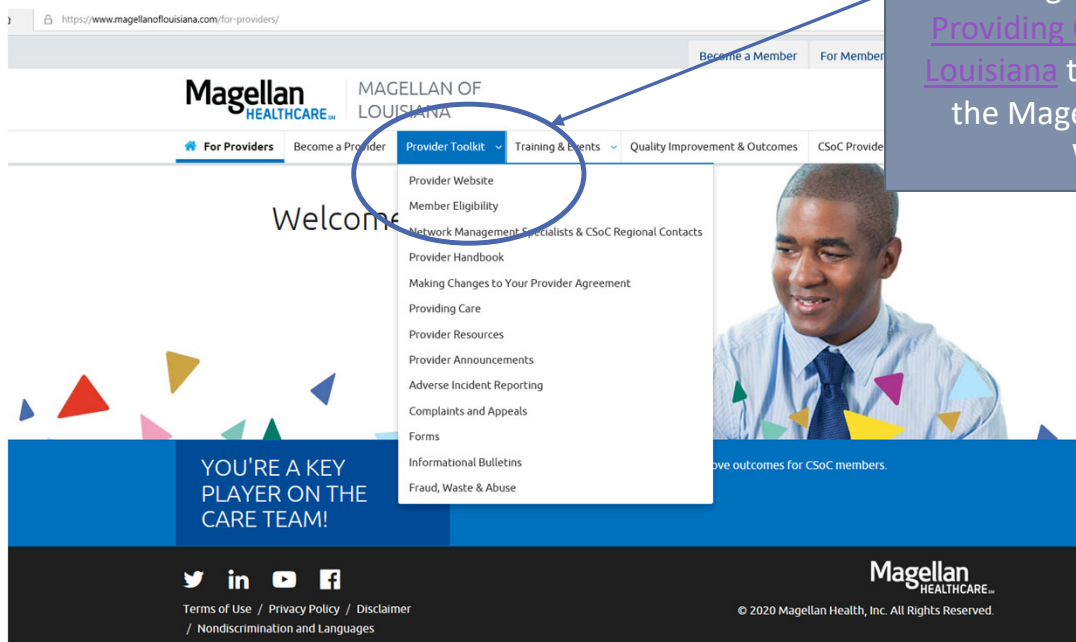 https://www.magellanoflouisiana.com/for-providers/
Providing
Louisiana
the Mag
Become a Member For Member
Magellan
HEALTHCARE
MAGELLAN OF
LOUISIANA
For Providers Become a Provider Provider Toolkit Training & Events Quality Improvement & Outcomes CSoC Provide
Provider Website
Member Eligibility
Network Management Specialists & CSoC Regional Contacts
Provider Handbook
Making Changes to Your Provider Agreement
Providing Care
Provider Resources
Provider Announcements
Adverse Incident Reporting
Complaints and Appeals
Forms
Informational Bulletins
Fraud, Waste & Abuse
Welcome
YOU'RE A KEY
PLAYER ON THE
CARE TEAM!
ove outcomes for CSoC members.
in
Terms of Use / Privacy Policy / Disclaimer
/ Nondiscrimination and Languages
Magellan
HEALTHCARE
© 2020 Magellan Health, Inc. All Rights Reserved.